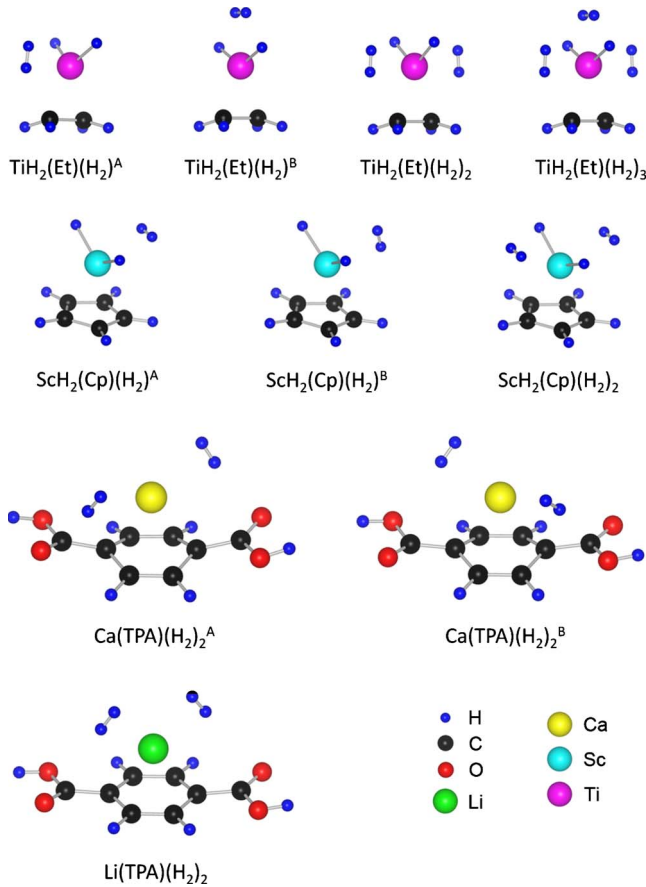 TiH₂(Et)(H₂)ᴬ TiH₂(Et)(H₂)ᴮ TiH₂(Et)(H₂)₂ TiH₂(Et)(H₂)₃
ScH₂(Cp)(H₂)ᴬ ScH₂(Cp)(H₂)ᴮ ScH₂(Cp)(H₂)₂
Ca(TPA)(H₂)₂ᴬ Ca(TPA)(H₂)₂ᴮ
H Ca
C Sc
O Ti
Li
Li(TPA)(H₂)₂